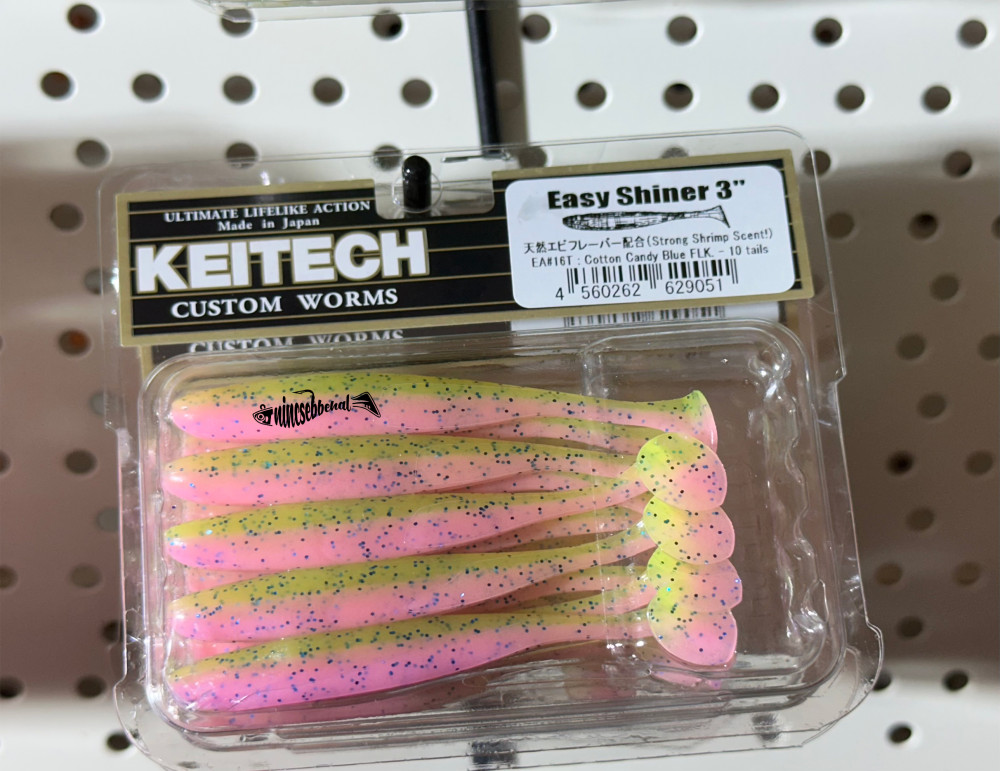 ULTIMATE LIFELIKE ACTION
Made in Japan
KEITECH
CUSTOM WORMS
Easy Shiner 3"
天然エビフレーバー配合(Strong Shrimp Scent!)
EA#16T : Cotton Candy Blue FLK. - 10 tails
4 560262 629051
CUSTOM WORMS
nincsebbenal